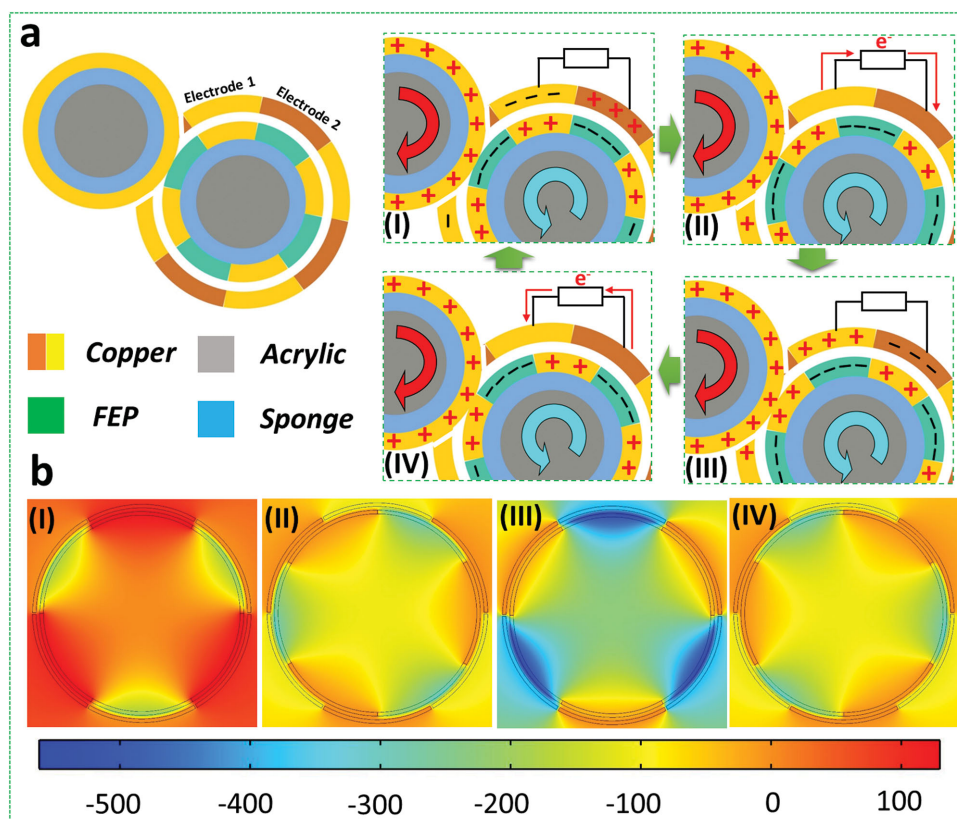 a
Electrode 1
Electrode 2
(I)
e-
(II)
e-
(IV)
(III)
Copper
Acrylic
FEP
Sponge
b
(I)
(II)
(III)
(IV)
-500 -400 -300 -200 -100 0 100